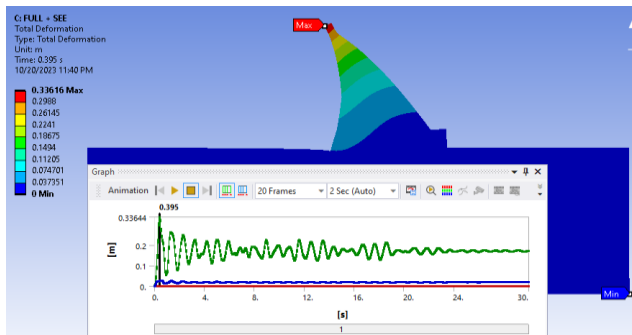 C: FULL + SEE
Total Deformation
Type: Total Deformation
Unit: m
Time: 0.395 s
10/20/2023 11:40 PM
0.33616 Max
0.2988
0.26145
0.2241
0.18675
0.1494
0.11205
0.074701
0.037351
0 Min
Max
Min
Graph
Animation
20 Frames
2 Sec (Auto)
0.395
0.33644
0.2
0.1
0.
[m]
0. 4. 8. 12. 16. 20. 24. 30.
[s]
1